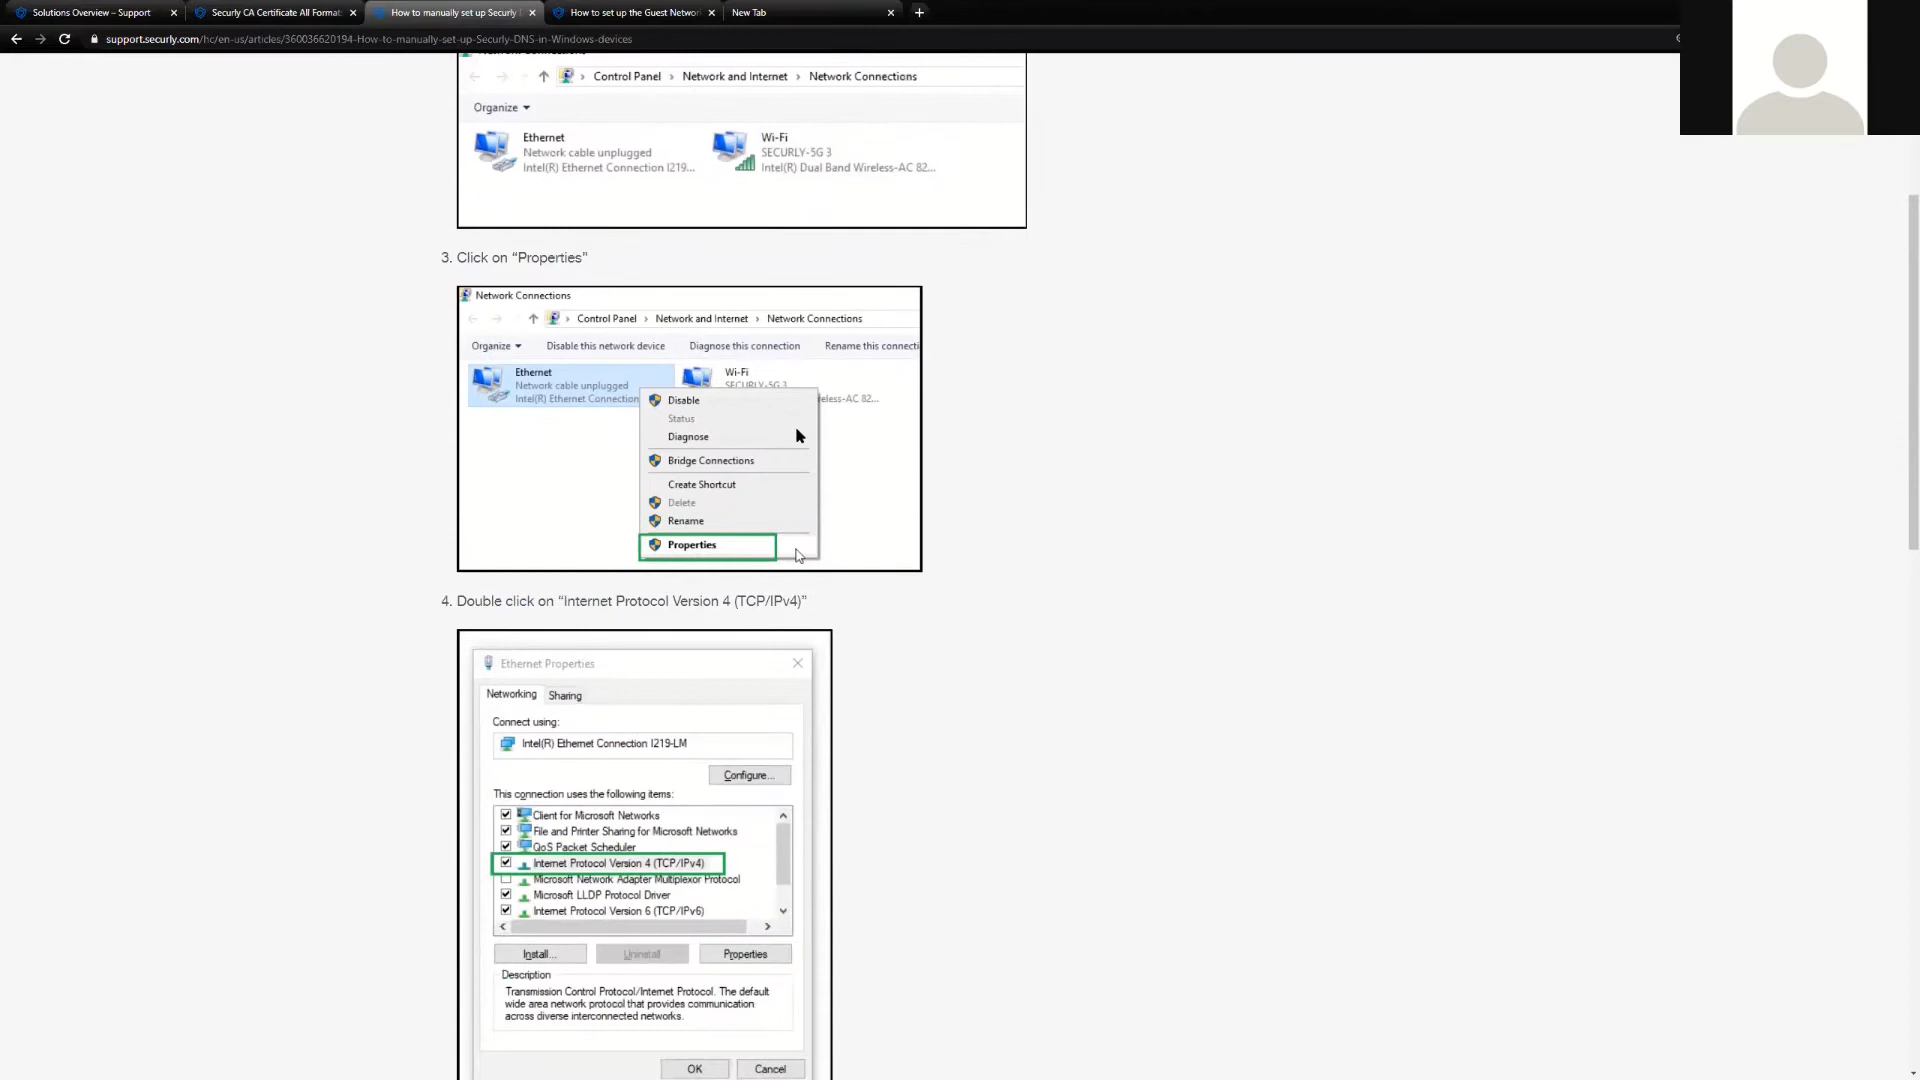 Solutions Overview – Support
Securly CA Certificate All Format
How to manually set up Securly
How to set up the Guest Networ
New Tab
support.securly.com/hc/en-us/articles/360036620194-How-to-manually-set-up-Securly-DNS-in-Windows-devices
Control Panel > Network and Internet > Network Connections
Organize
Ethernet
Network cable unplugged
Intel(R) Ethernet Connection I219...
Wi-Fi
SECURLY-5G 3
Intel(R) Dual Band Wireless-AC 82...
3. Click on “Properties”
Network Connections
Control Panel > Network and Internet > Network Connections
Organize
Disable this network device
Diagnose this connection
Rename this connecti
Ethernet
Network cable unplugged
Intel(R) Ethernet Connection
Wi-Fi
SECURLY-5G 3
eless-AC 82...
Disable
Status
Diagnose
Bridge Connections
Create Shortcut
Delete
Rename
Properties
4. Double click on “Internet Protocol Version 4 (TCP/IPv4)”
Ethernet Properties
Networking
Sharing
Connect using:
Intel(R) Ethernet Connection I219-LM
Configure...
This connection uses the following items:
Client for Microsoft Networks
File and Printer Sharing for Microsoft Networks
QoS Packet Scheduler
Internet Protocol Version 4 (TCP/IPv4)
Microsoft Network Adapter Multiplexor Protocol
Microsoft LLDP Protocol Driver
Internet Protocol Version 6 (TCP/IPv6)
Install...
Uninstall
Properties
Description
Transmission Control Protocol/Internet Protocol. The default
wide area network protocol that provides communication
across diverse interconnected networks.
OK
Cancel